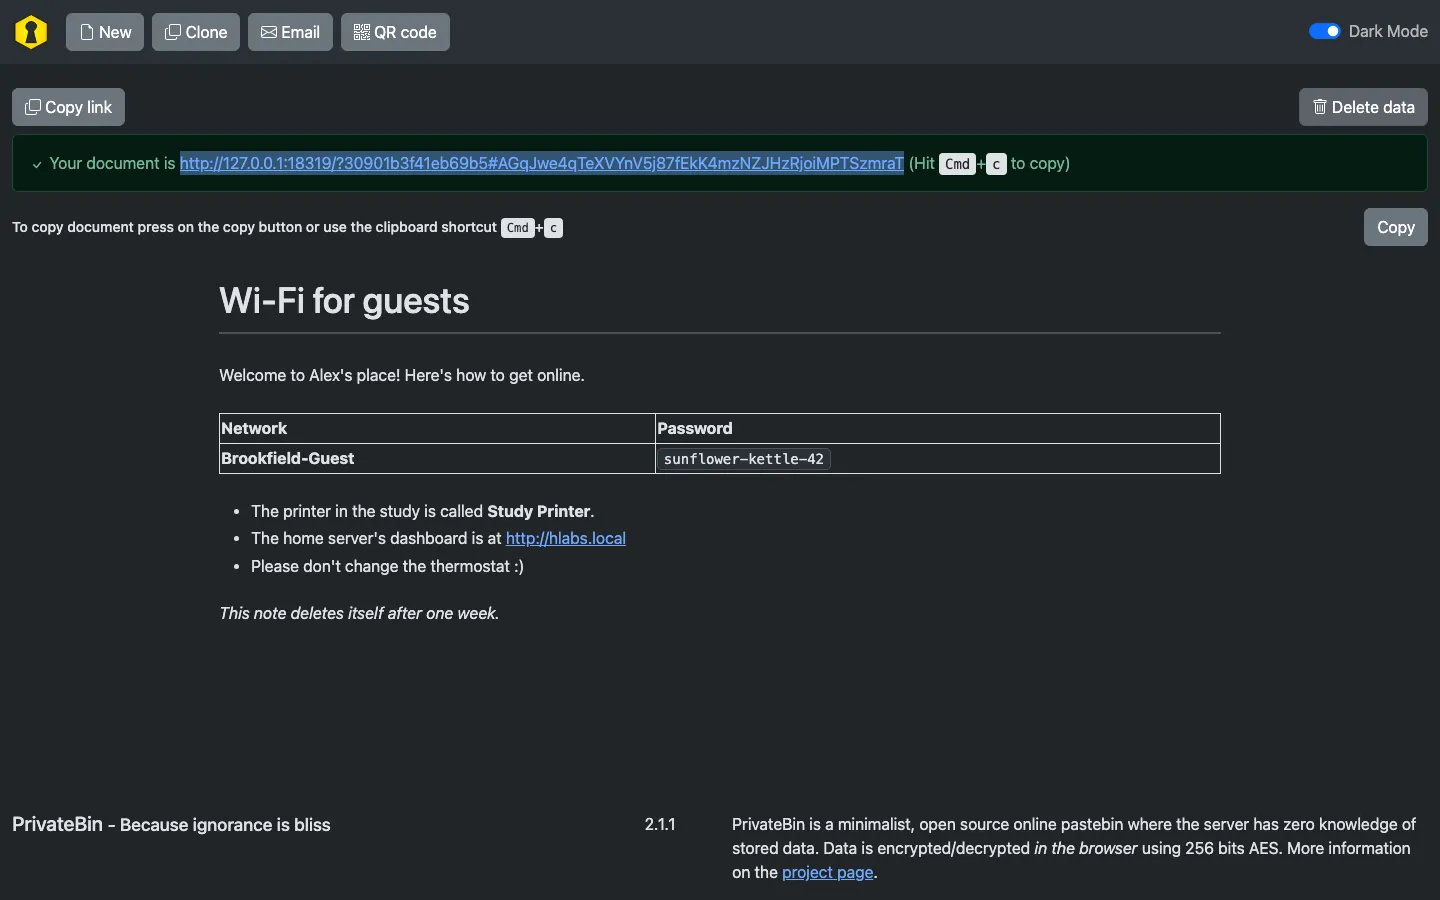 New Clone Email QR code Dark Mode
Copy link Delete data
Your document is http://127.0.0.1:18319/?30901b3f41eb69b5#AGqJwe4qTeXVYnV5j87fEkK4mzNZJHzRjoiMPTSzmraT (Hit Cmd+c to copy)
To copy document press on the copy button or use the clipboard shortcut Cmd+c Copy
Wi-Fi for guests
Welcome to Alex's place! Here's how to get online.
Network Password
Brookfield-Guest sunflower-kettle-42
• The printer in the study is called Study Printer.
• The home server's dashboard is at http://hlabs.local
• Please don't change the thermostat :)
This note deletes itself after one week.
PrivateBin - Because ignorance is bliss 2.1.1
PrivateBin is a minimalist, open source online pastebin where the server has zero knowledge of
stored data. Data is encrypted/decrypted in the browser using 256 bits AES. More information
on the project page.